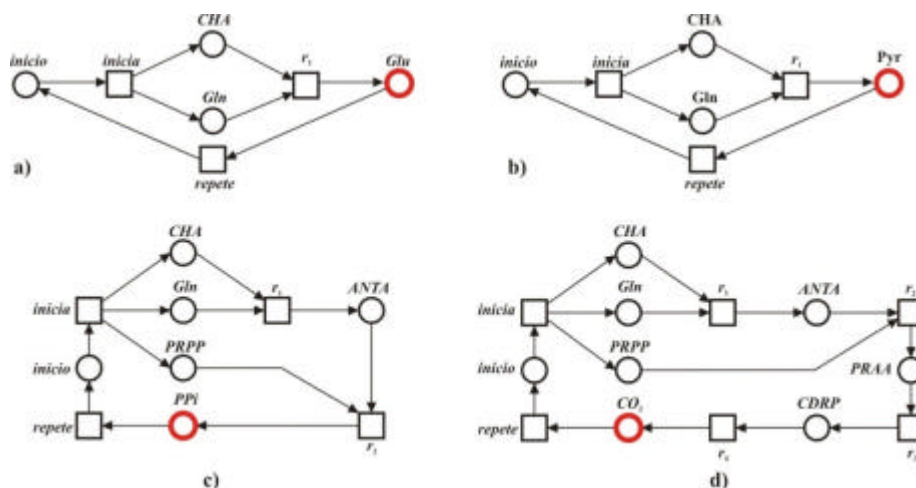 CHA
inicio
inicia
r₁
Glu
Gln
a)
repete
CHA
inicio
inicia
r₁
Pyr
Gln
b)
repete
CHA
Gln
r₁
ANTA
inicia
PRPP
inicio
PPi
repete
r₂
c)
CHA
Gln
r₁
ANTA
r₂
inicia
PRPP
inicio
PRAA
CO₂
CDRP
repete
r₄
r₃
d)